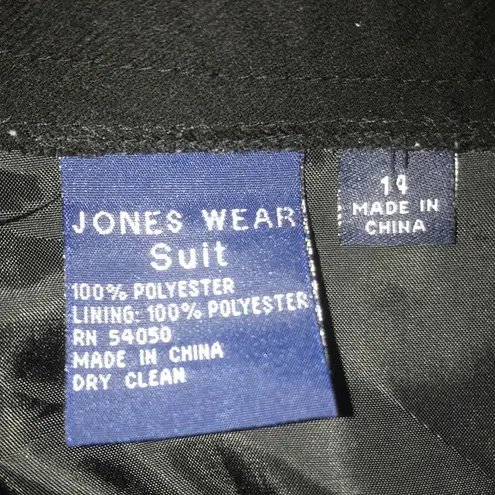 JONES WEAR
Suit
100% POLYESTER
LINING: 100% POLYESTER
RN 54050
MADE IN CHINA
DRY CLEAN
14
MADE IN
CHINA